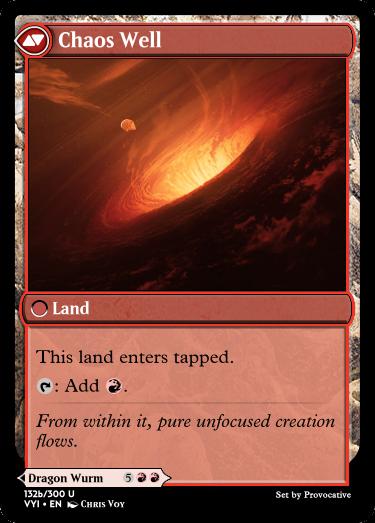 Chaos Well
Land
This land enters tapped.
: Add .
From within it, pure unfocused creation
flows.
Dragon Wurm 5
132b/300 U
VYI • EN Chris Voy
Set by Provocative